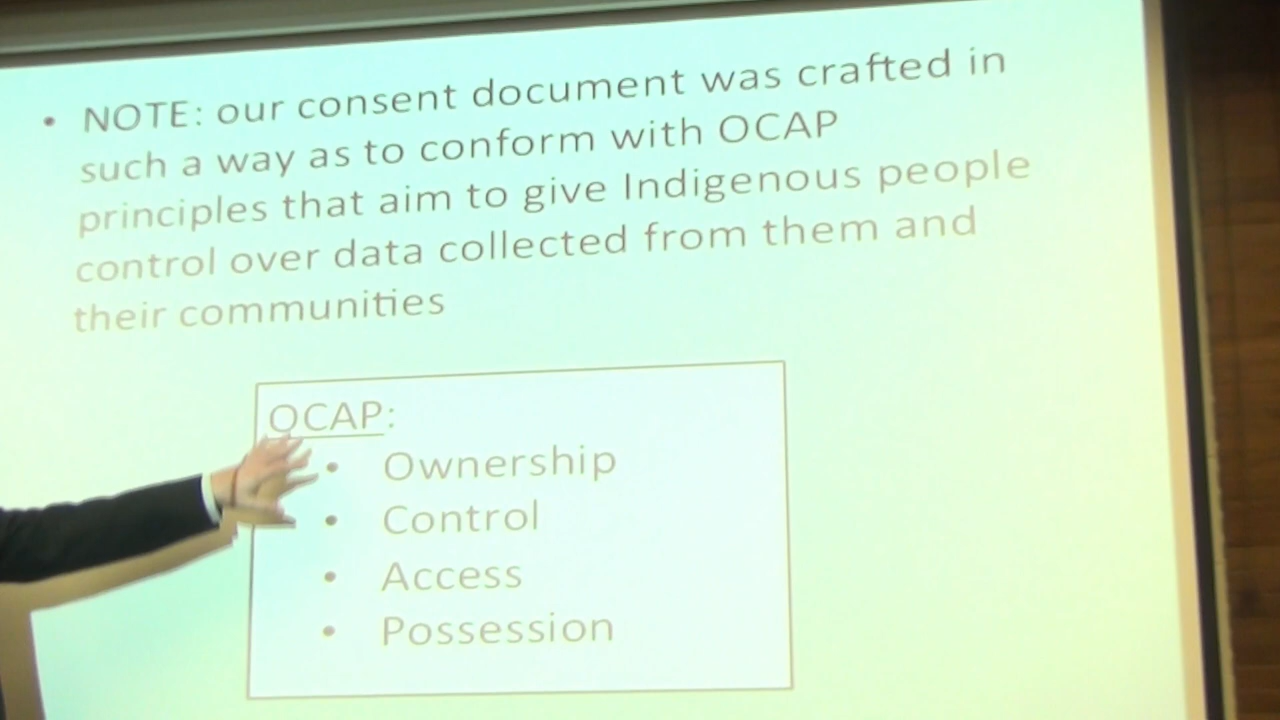 • NOTE: our consent document was crafted in
such a way as to conform with OCAP
principles that aim to give Indigenous people
control over data collected from them and
their communities
OCAP:
• Ownership
• Control
• Access
• Possession